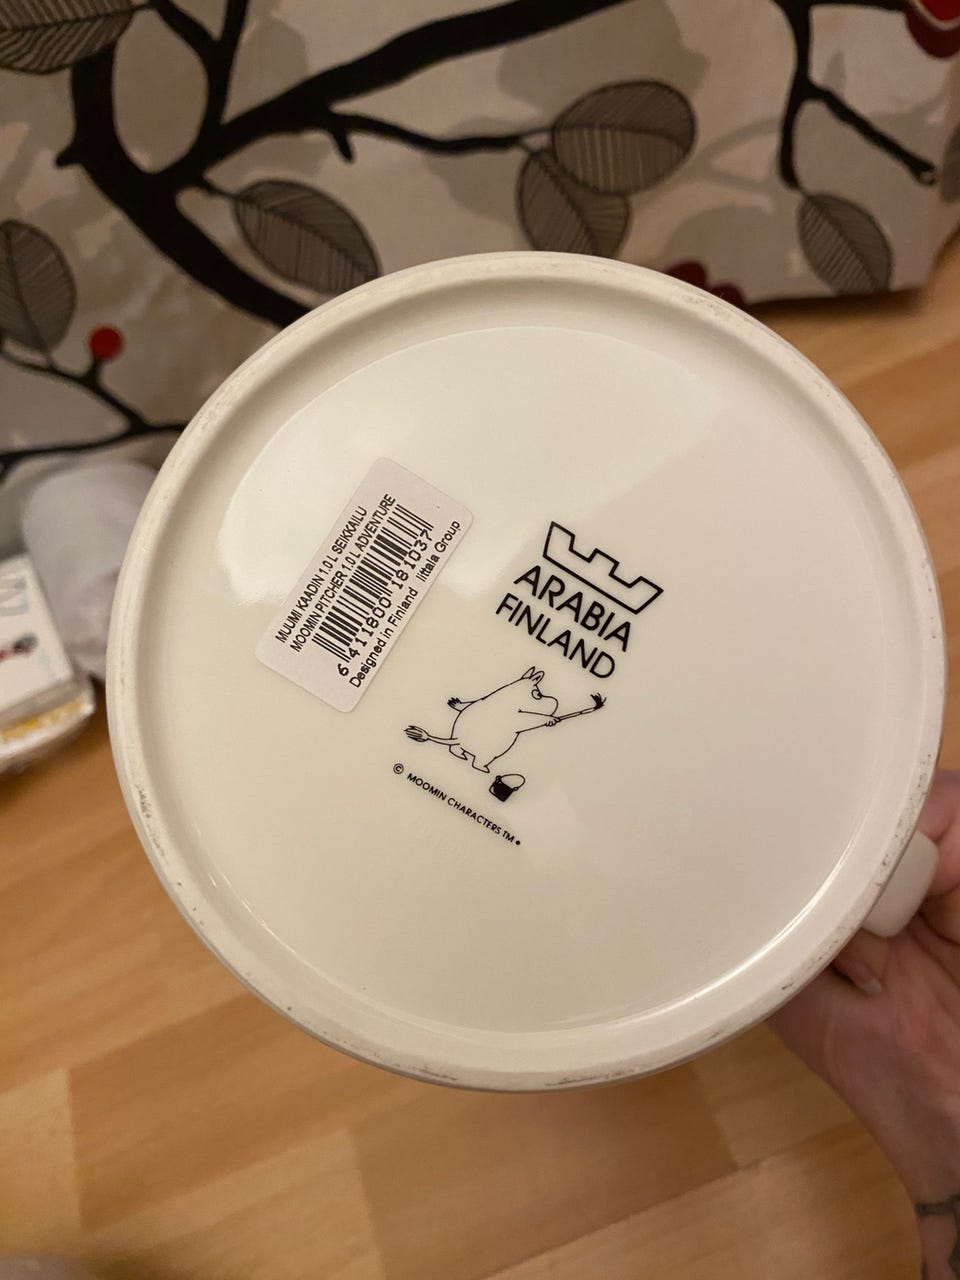 MUUMI KAADIN 1.0 L SEIKKAILU
MOOMIN PITCHER 1.0 L ADVENTURE
6 411800 181037
Designed in Finland iittala Group
ARABIA
FINLAND
© MOOMIN CHARACTERS TM